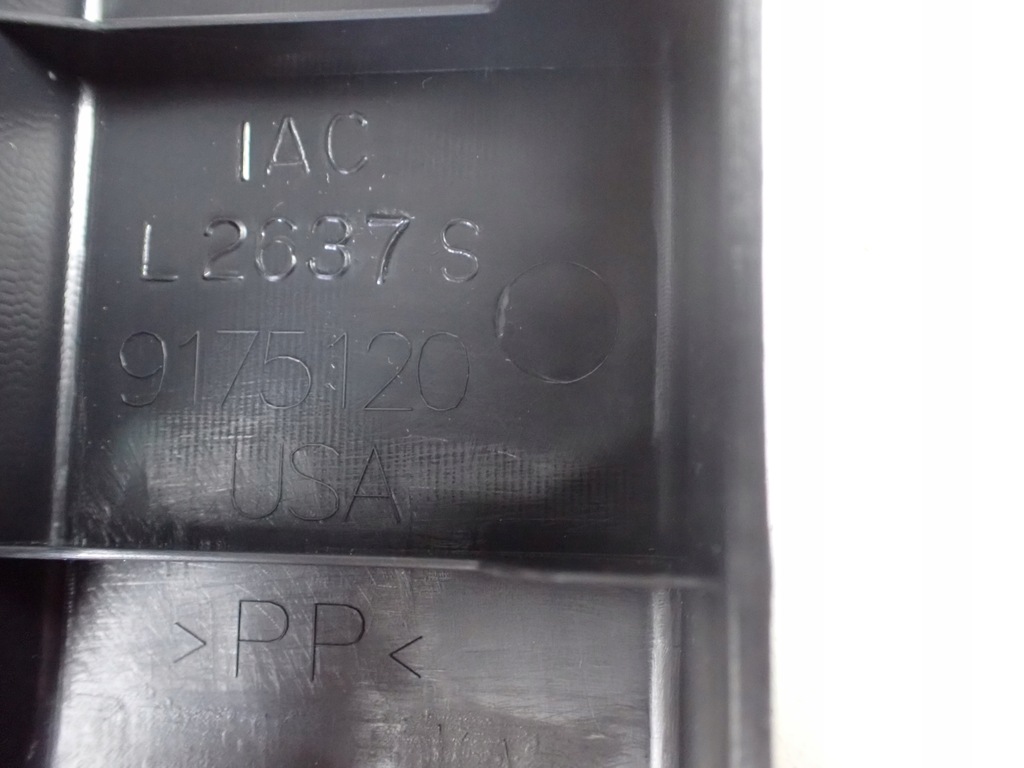 IAC
L2637S
9175120
USA
>PP<